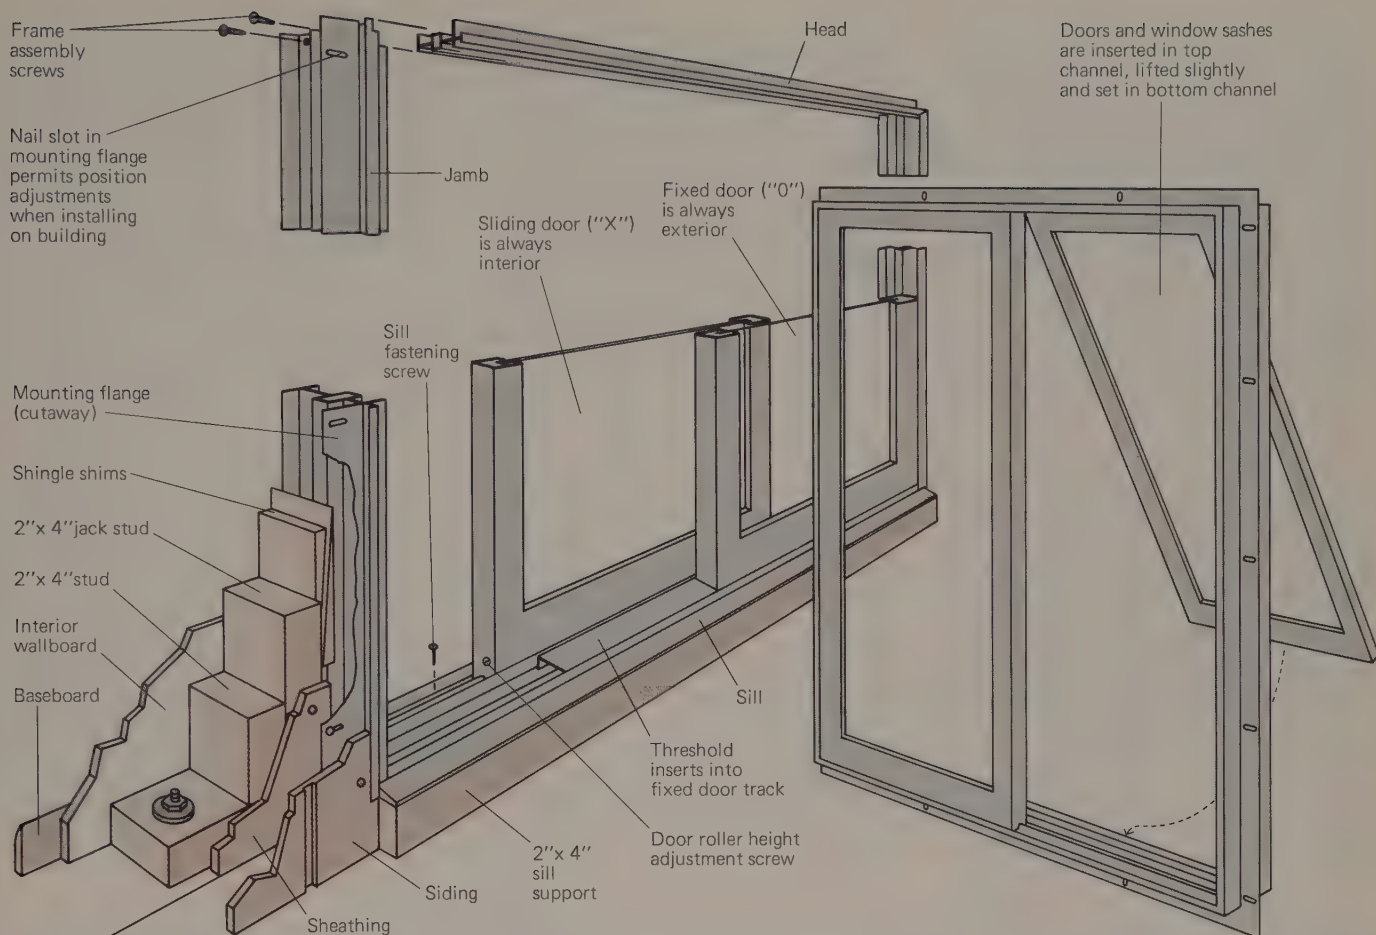 Frame
assembly
screws
Nail slot in
mounting flange
permits position
adjustments
when installing
on building
Head
Jamb
Doors and window sashes
are inserted in top
channel, lifted slightly
and set in bottom channel
Sliding door ("X")
is always
interior
Fixed door ("0")
is always
exterior
Sill
fastening
screw
Mounting flange
(cutaway)
Shingle shims
2"x 4" jack stud
2"x 4" stud
Interior
wallboard
Baseboard
Sill
Threshold
inserts into
fixed door track
Door roller height
adjustment screw
2"x 4"
sill
support
Siding
Sheathing